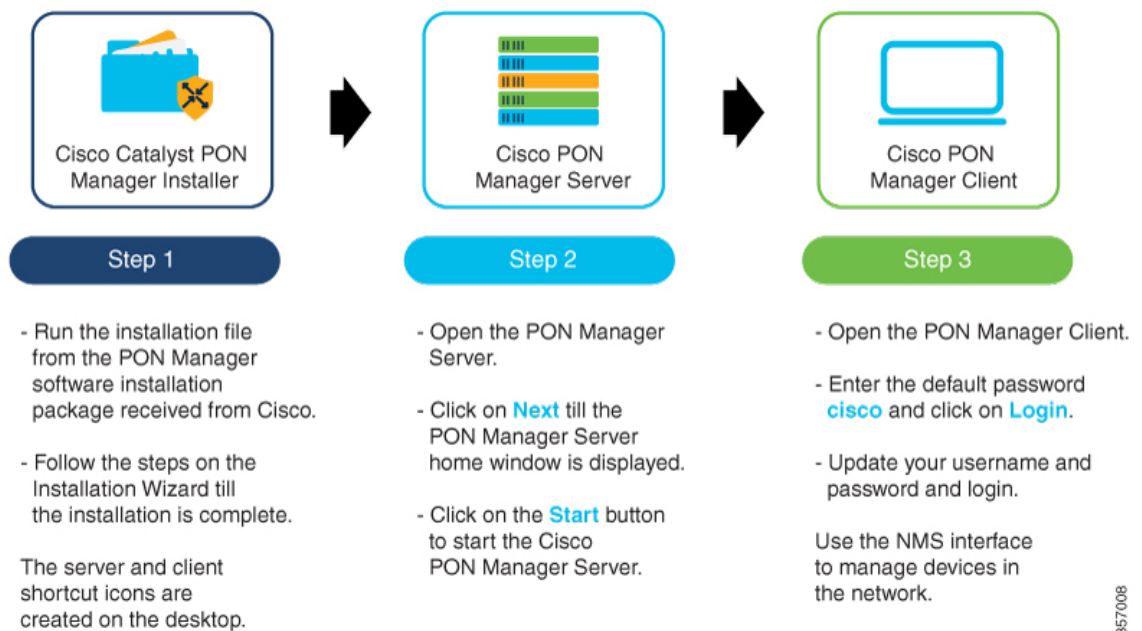 Cisco Catalyst PON
Manager Installer
Cisco PON
Manager Server
Cisco PON
Manager Client
Step 1
Step 2
Step 3
- Run the installation file
from the PON Manager
software installation
package received from Cisco.
- Follow the steps on the
Installation Wizard till
the installation is complete.
The server and client
shortcut icons are
created on the desktop.
- Open the PON Manager
Server.
- Click on Next till the
PON Manager Server
home window is displayed.
- Click on the Start button
to start the Cisco
PON Manager Server.
- Open the PON Manager Client.
- Enter the default password
cisco and click on Login.
- Update your username and
password and login.
Use the NMS interface
to manage devices in
the network.